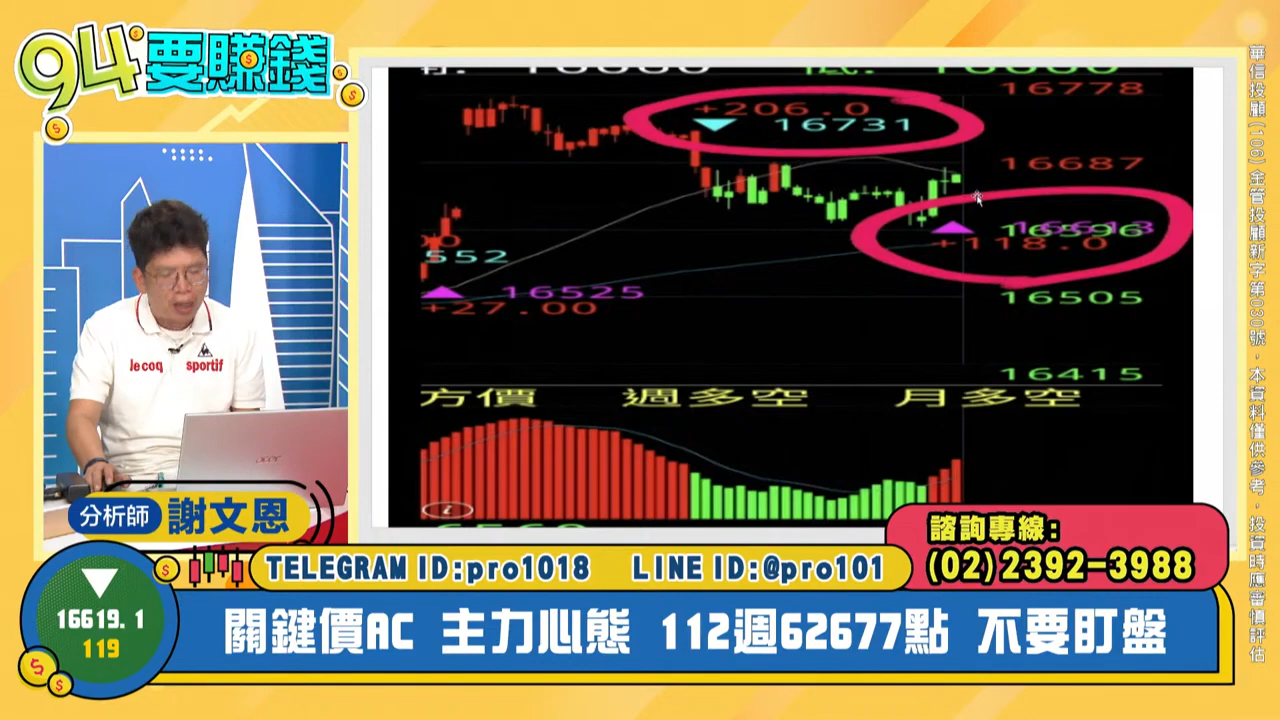 94要賺錢
16778
+206.0
16731
16687
+118.0
552
16525
+27.00
16505
16415
方價 週多空 月多空
le coq sportif
acer
分析師 謝文恩
諮詢專線:
(02)2392-3988
TELEGRAM ID:pro1018 LINE ID:@pro101
16619.1
119
關鍵價AC 主力心態 112週62677點 不要盯盤
華信投顧(106)金管投顧新字第030號，本資料僅供參考，投資時應審慎評估